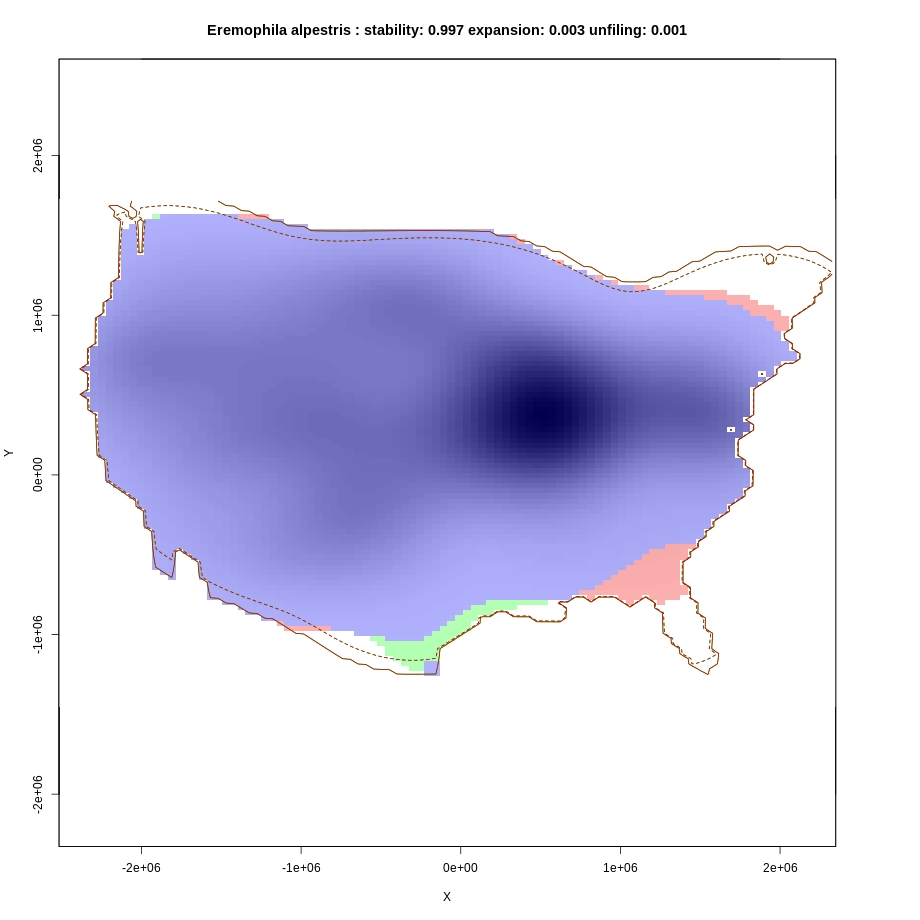 Eremophila alpestris : stability: 0.997 expansion: 0.003 unfiling: 0.001
2e+06
1e+06
0e+00
-1e+06
-2e+06
Y
-2e+06 -1e+06 0e+00 1e+06 2e+06
X